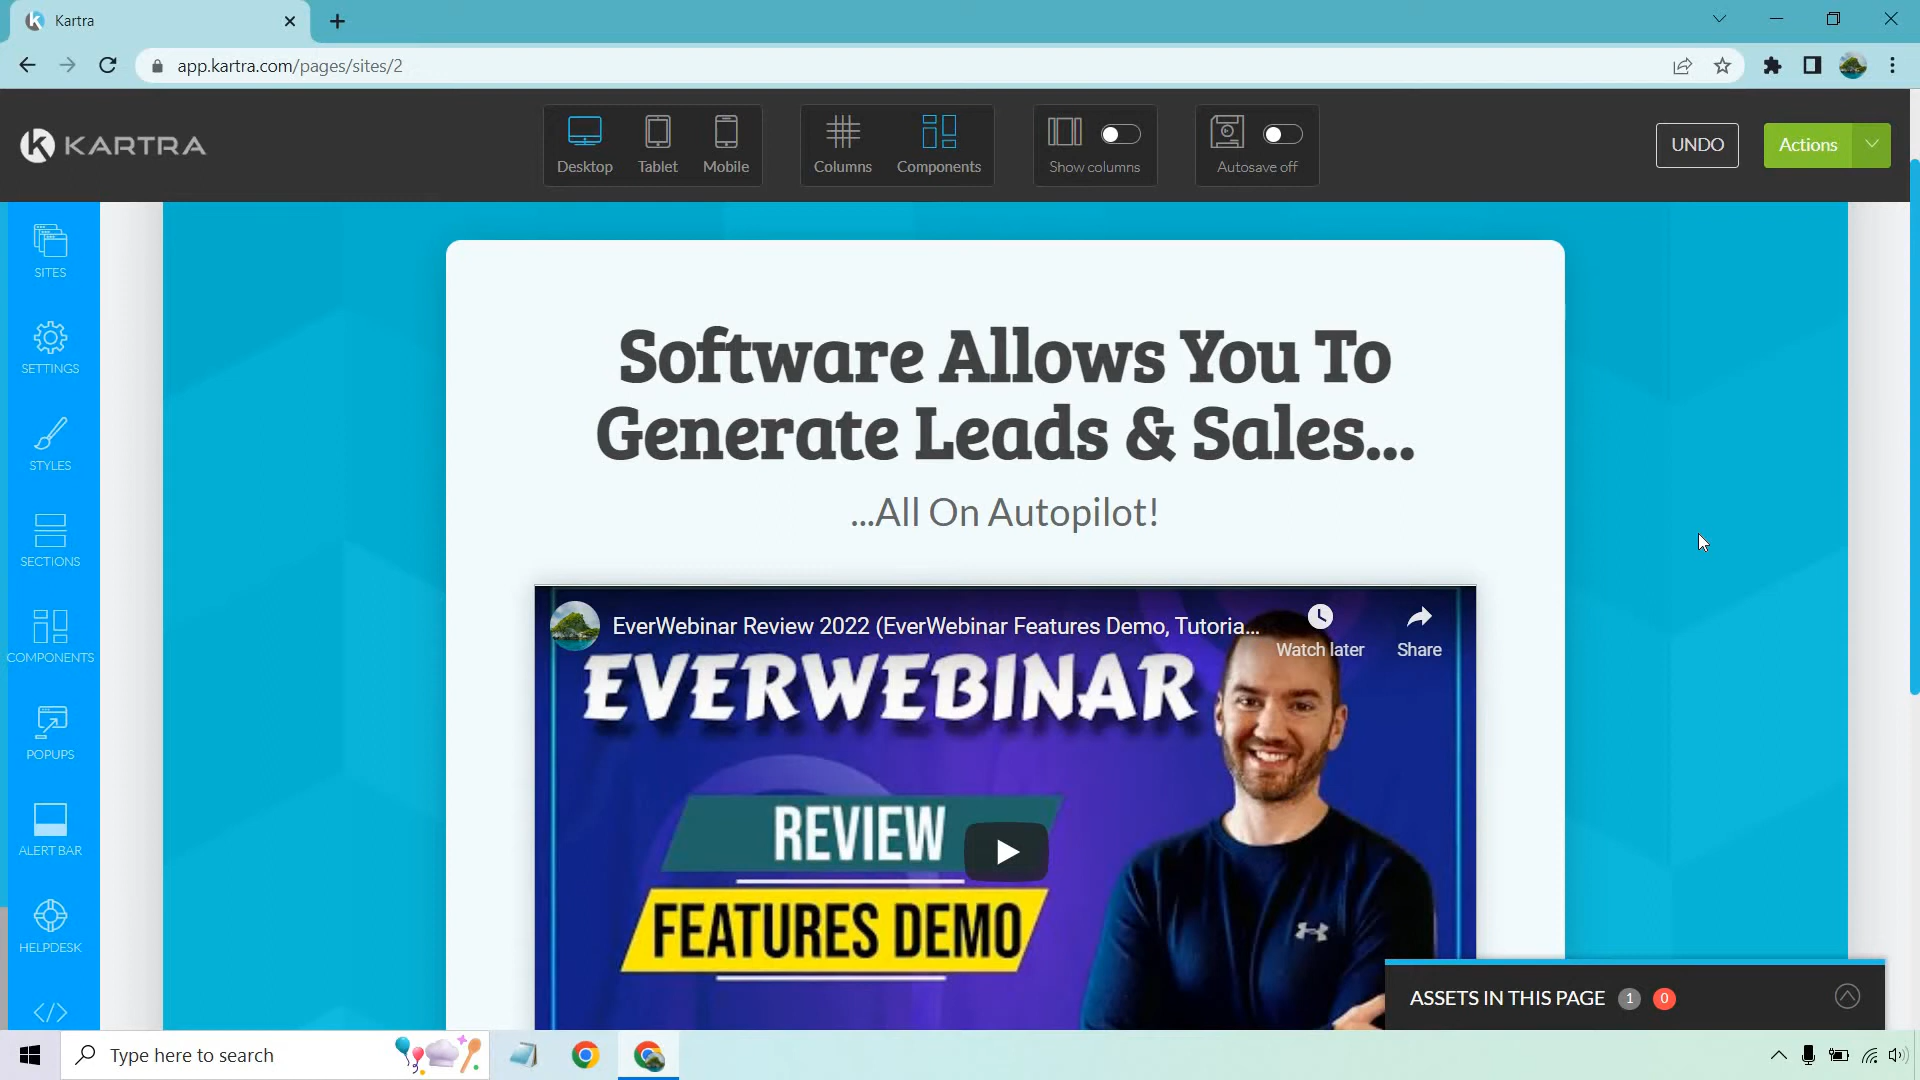 Kartra
app.kartra.com/pages/sites/2
KARTRA
Desktop
Tablet
Mobile
Columns
Components
Show columns
Autosave off
UNDO
Actions
SITES
SETTINGS
STYLES
SECTIONS
COMPONENTS
POPUPS
ALERT BAR
HELPDESK
Software Allows You To
Generate Leads & Sales...
...All On Autopilot!
EverWebinar Review 2022 (EverWebinar Features Demo, Tutoria...
Watch later
Share
EVERWEBINAR
REVIEW
FEATURES DEMO
ASSETS IN THIS PAGE 1 0
Type here to search